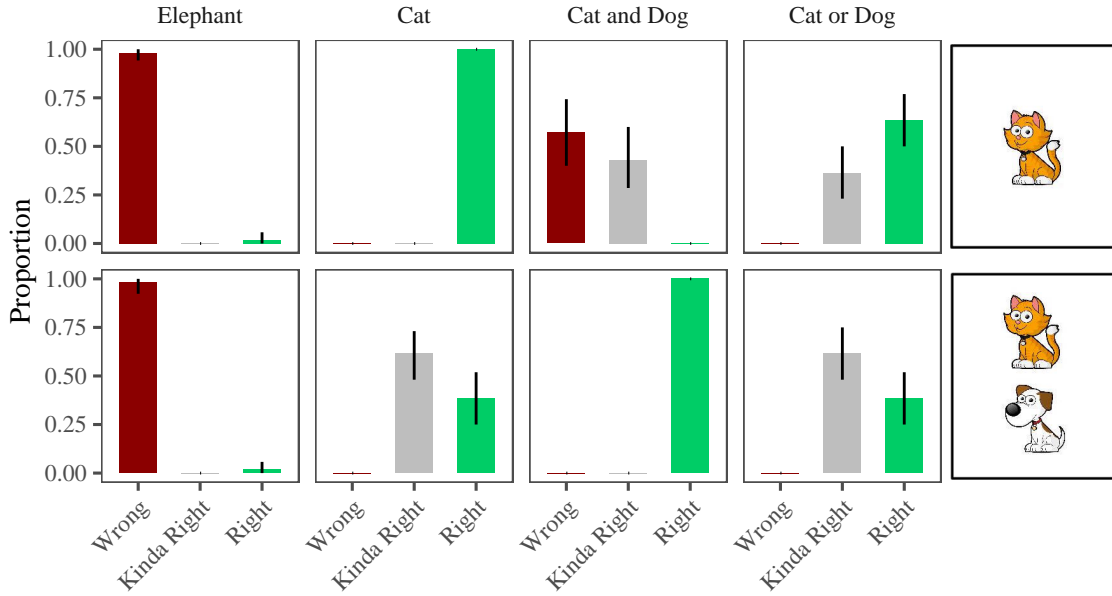 Elephant
Cat
Cat and Dog
Cat or Dog
Proportion
1.00
0.75
0.50
0.25
0.00
1.00
0.75
0.50
0.25
0.00
Wrong
Kinda Right
Right
Wrong
Kinda Right
Right
Wrong
Kinda Right
Right
Wrong
Kinda Right
Right